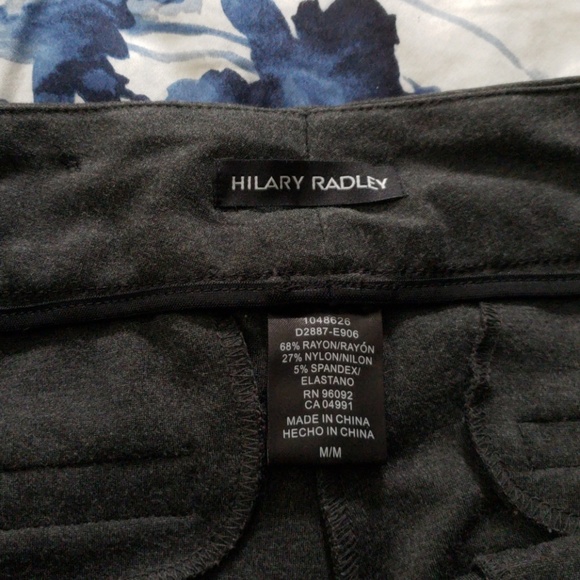 HILARY RADLEY
1048626
D2887-E906
68% RAYON/RAYÓN
27% NYLON/NILON
5% SPANDEX/
ELASTANO
RN 96092
CA 04991
MADE IN CHINA
HECHO IN CHINA
M/M